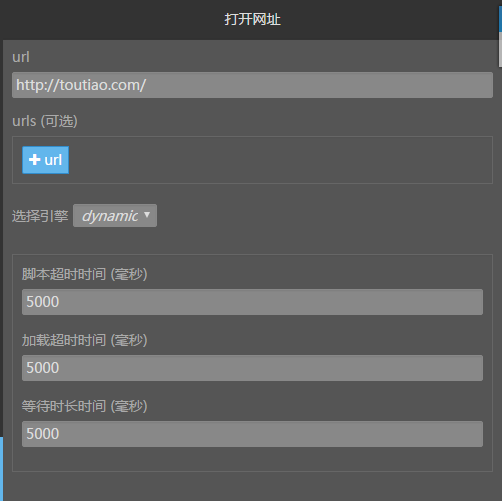 打开网址
url
http://toutiao.com/
urls (可选)
+ url
选择引擎 dynamic
脚本超时时间 (毫秒)
5000
加载超时时间 (毫秒)
5000
等待时长时间 (毫秒)
5000